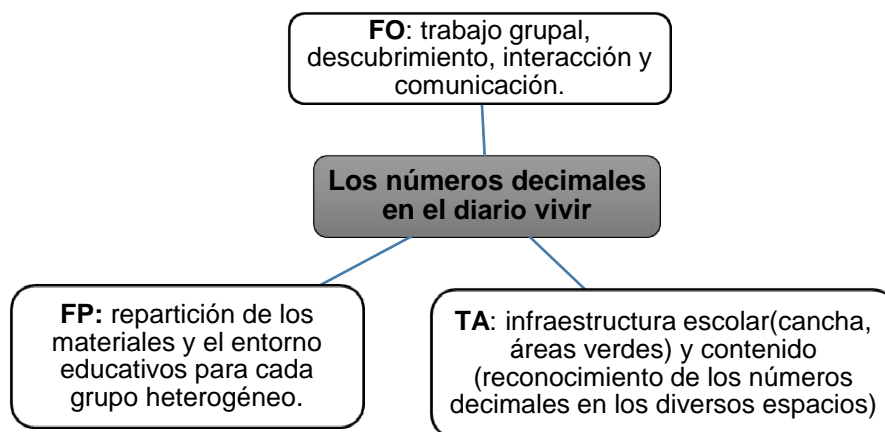 FO: trabajo grupal,
descubrimiento, interacción y
comunicación.
Los números decimales
en el diario vivir
FP: repartición de los
materiales y el entorno
educativos para cada
grupo heterogéneo.
TA: infraestructura escolar(cancha,
áreas verdes) y contenido
(reconocimiento de los números
decimales en los diversos espacios)